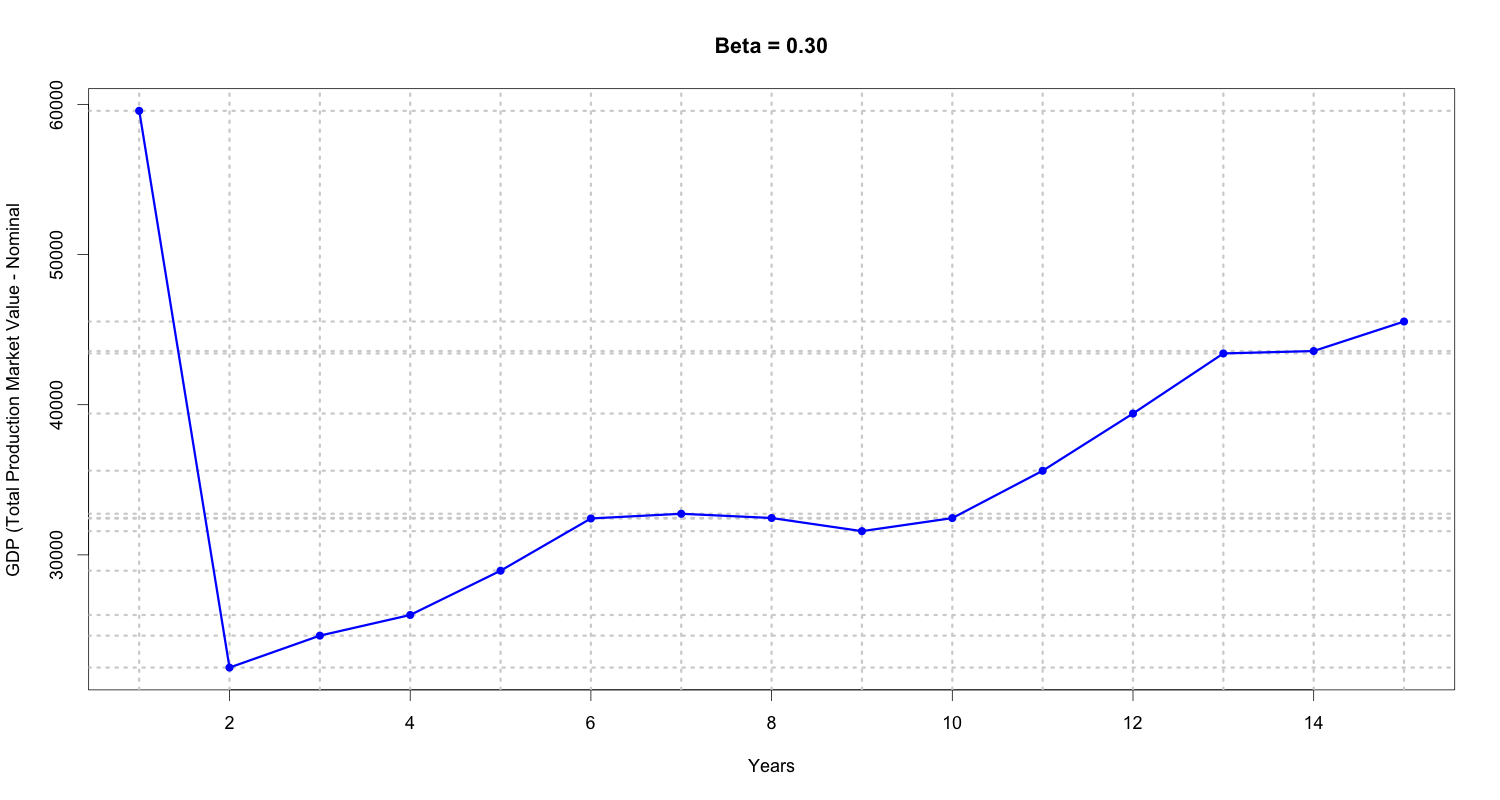 Beta = 0.30
GDP (Total Production Market Value - Nominal
60000
50000
40000
30000
2 4 6 8 10 12 14
Years